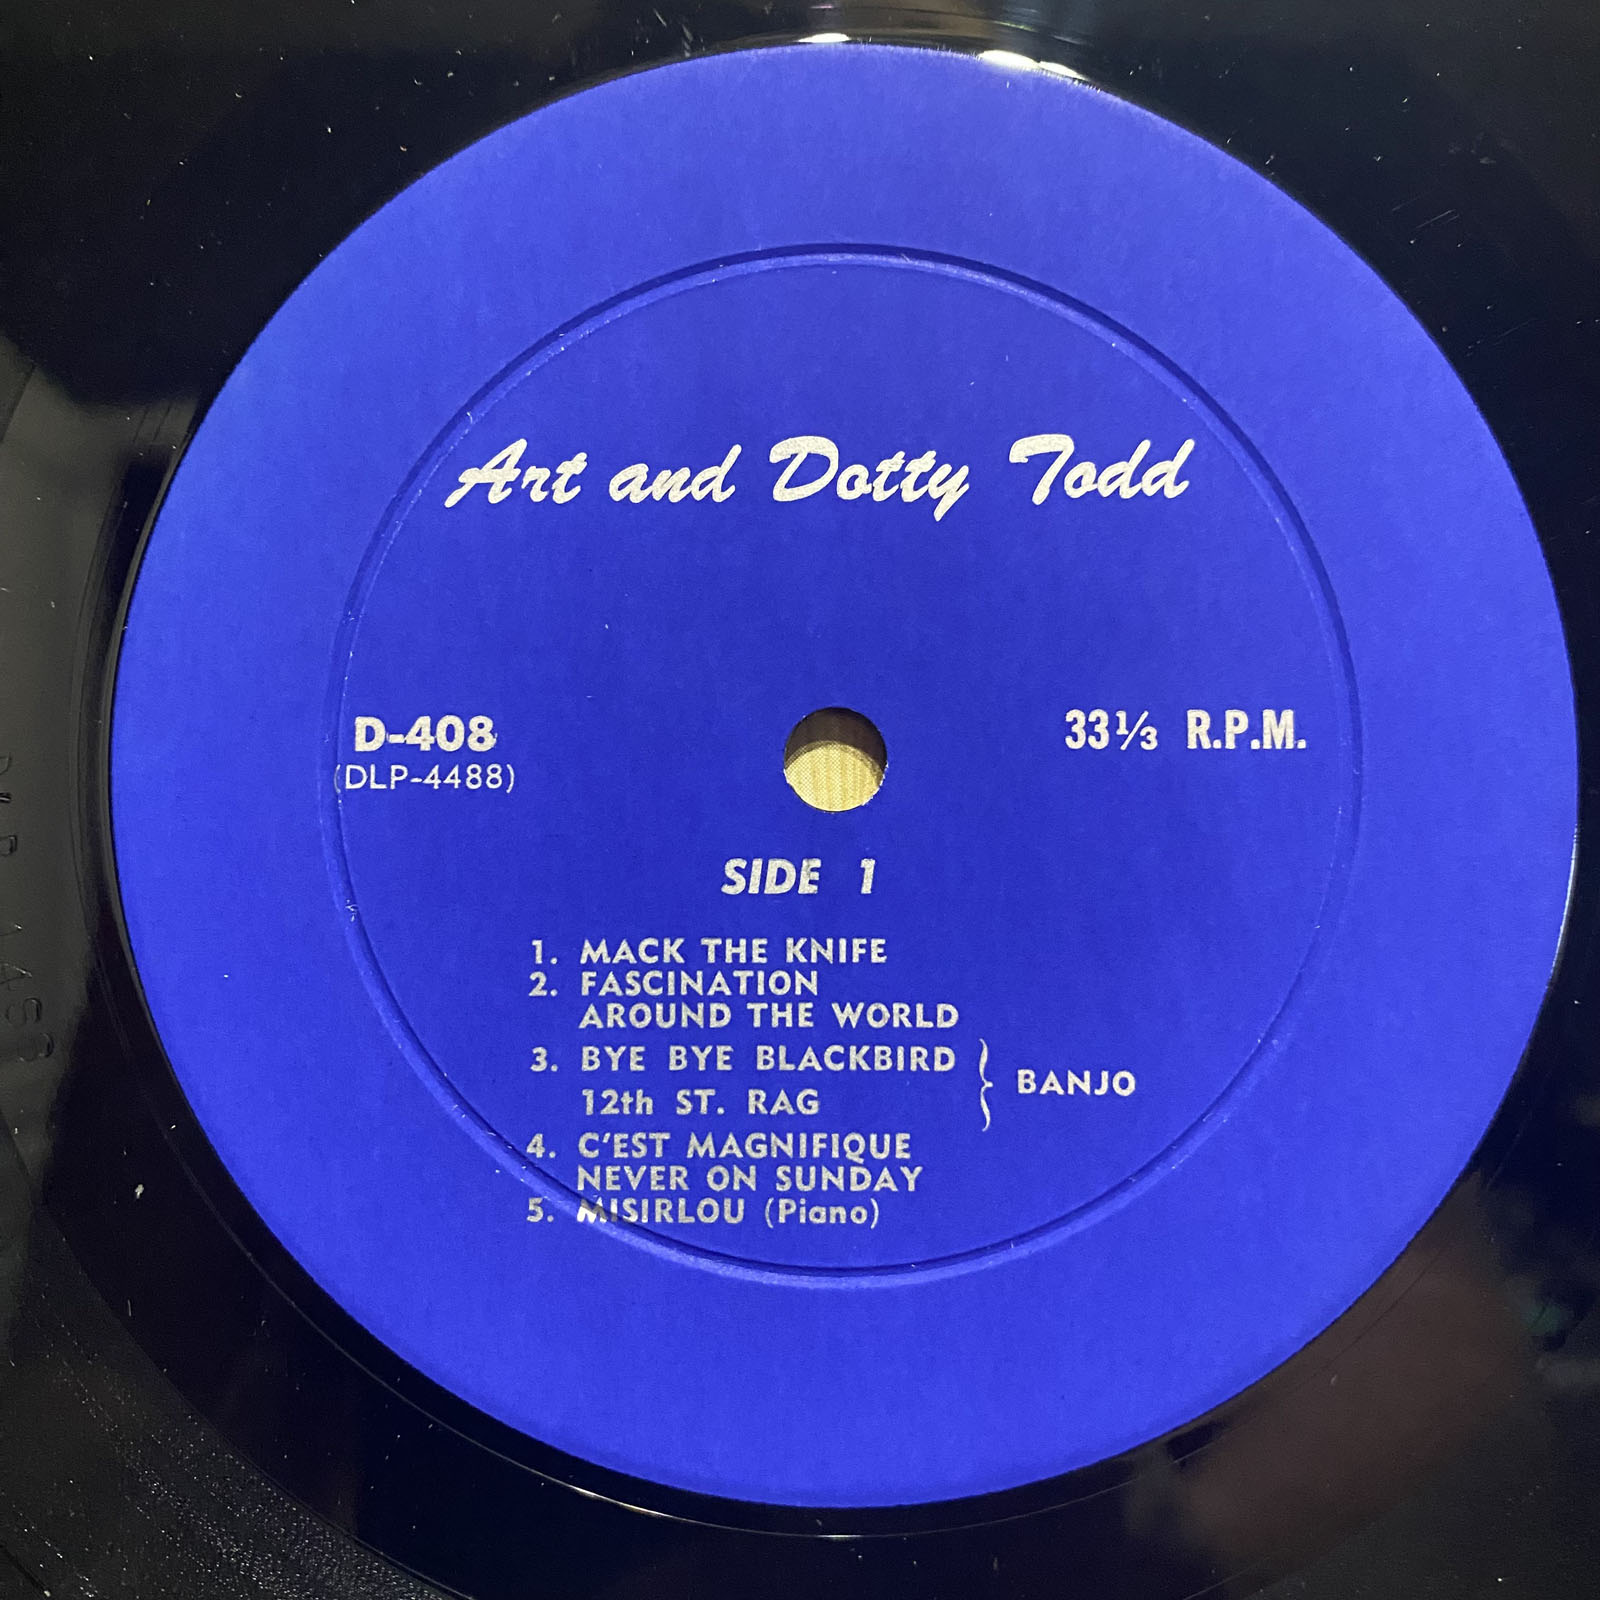 Art and Dotty Todd
D-408
(DLP-4488)
33⅓ R.P.M.
SIDE 1
1. MACK THE KNIFE
2. FASCINATION
AROUND THE WORLD
3. BYE BYE BLACKBIRD
12th ST. RAG
} BANJO
4. C'EST MAGNIFIQUE
NEVER ON SUNDAY
5. MISIRLOU (Piano)